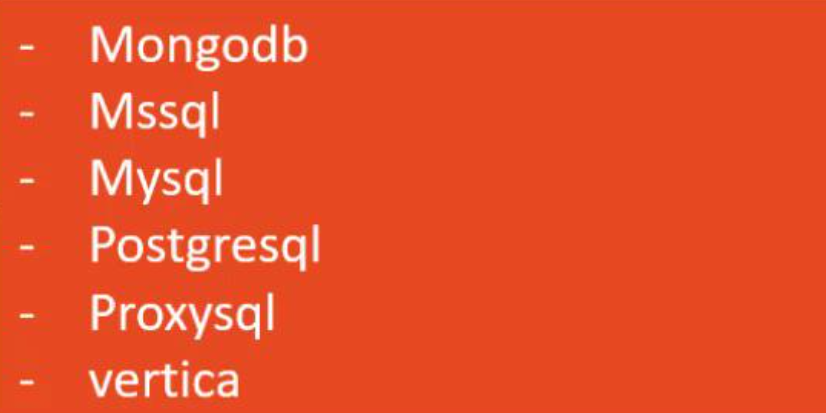 - Mongodb
- Mssql
- Mysql
- Postgresql
- Proxysql
- vertica